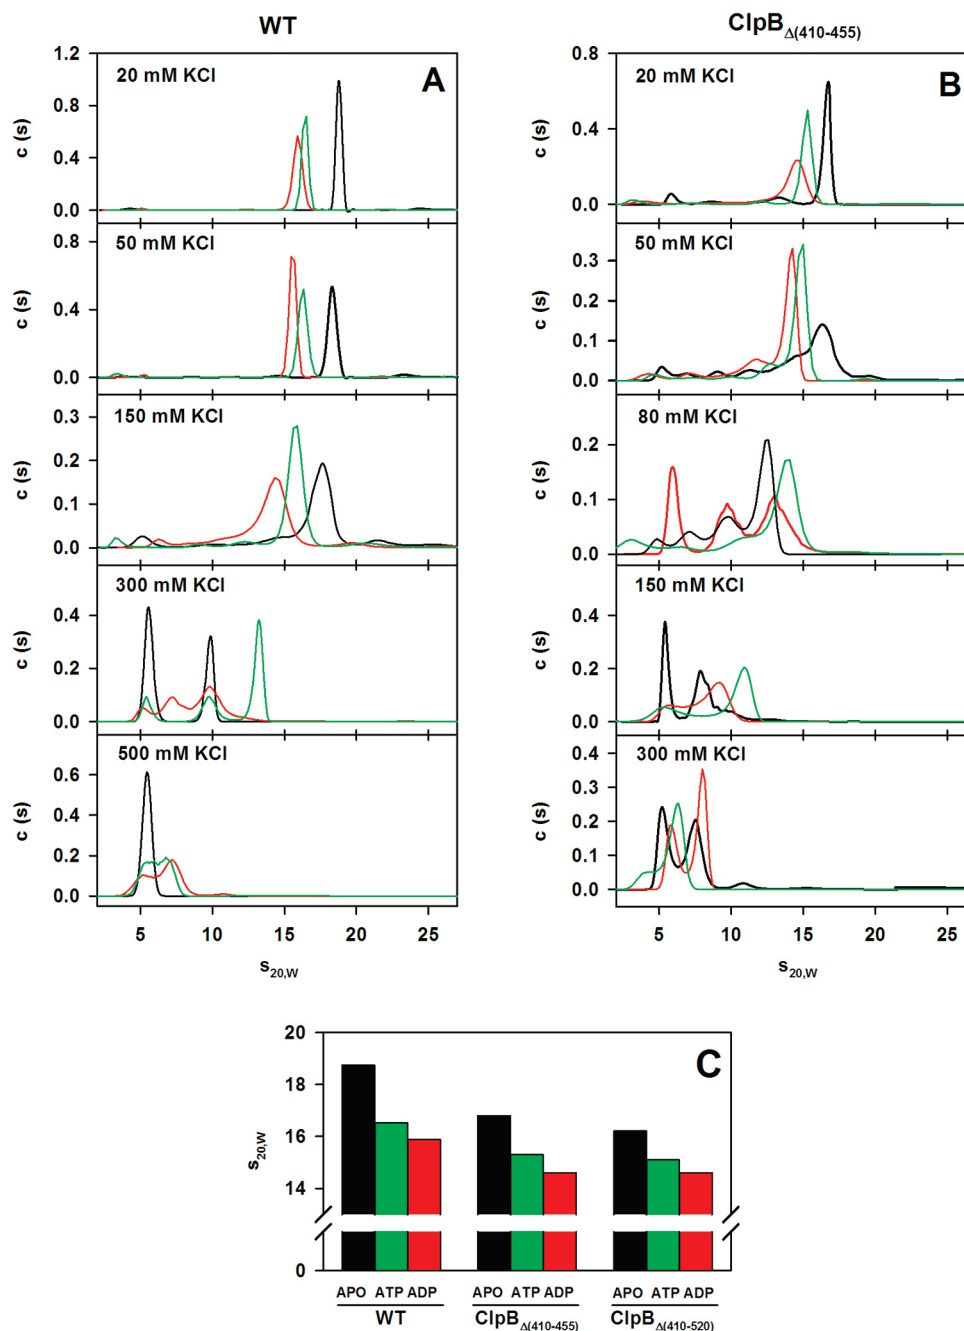 WT
A
20 mM KCl
c (s)
1.2
0.8
0.4
0.0
50 mM KCl
c (s)
0.8
0.4
0.0
150 mM KCl
c (s)
0.3
0.2
0.1
0.0
300 mM KCl
c (s)
0.4
0.2
0.0
500 mM KCl
c (s)
0.6
0.4
0.2
0.0
5 10 15 20 25
s20,W
ClpBΔ(410-455)
B
20 mM KCl
c (s)
0.8
0.4
0.0
50 mM KCl
c (s)
0.3
0.2
0.1
0.0
80 mM KCl
c (s)
0.2
0.1
0.0
150 mM KCl
c (s)
0.4
0.2
0.0
300 mM KCl
c (s)
0.4
0.3
0.2
0.1
0.0
5 10 15 20 25
s20,W
C
s20,W
20
18
16
14
0
APO ATP ADP APO ATP ADP APO ATP ADP
WT ClpBΔ(410-455) ClpBΔ(410-520)